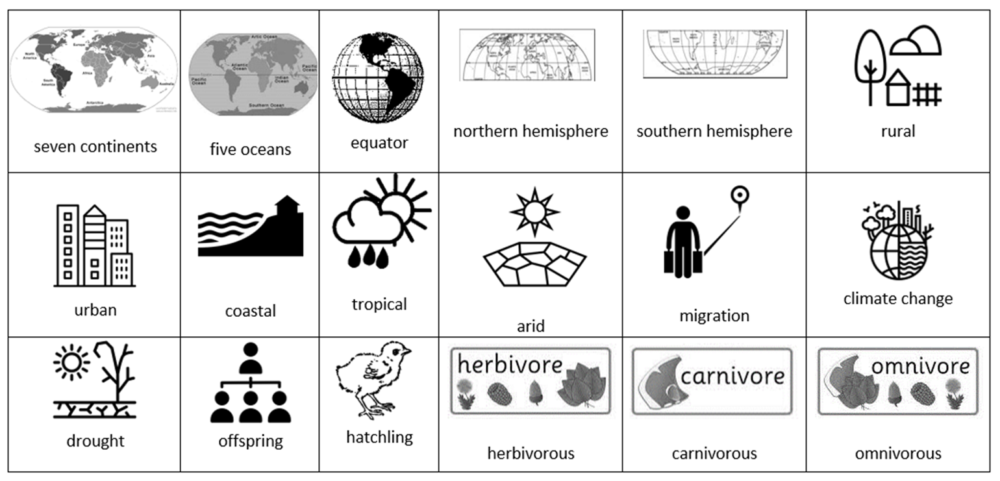 North
America
South
America
Europe
Africa
Asia
Australia
Antarctica
seven continents
Artic Ocean
Atlantic
Ocean
Pacific
Ocean
Indian
Ocean
Pacific
Ocean
Southern Ocean
five oceans
equator
northern hemisphere
southern hemisphere
rural
urban
coastal
tropical
arid
migration
climate change
drought
offspring
hatchling
herbivore
herbivorous
carnivore
carnivorous
omnivore
omnivorous